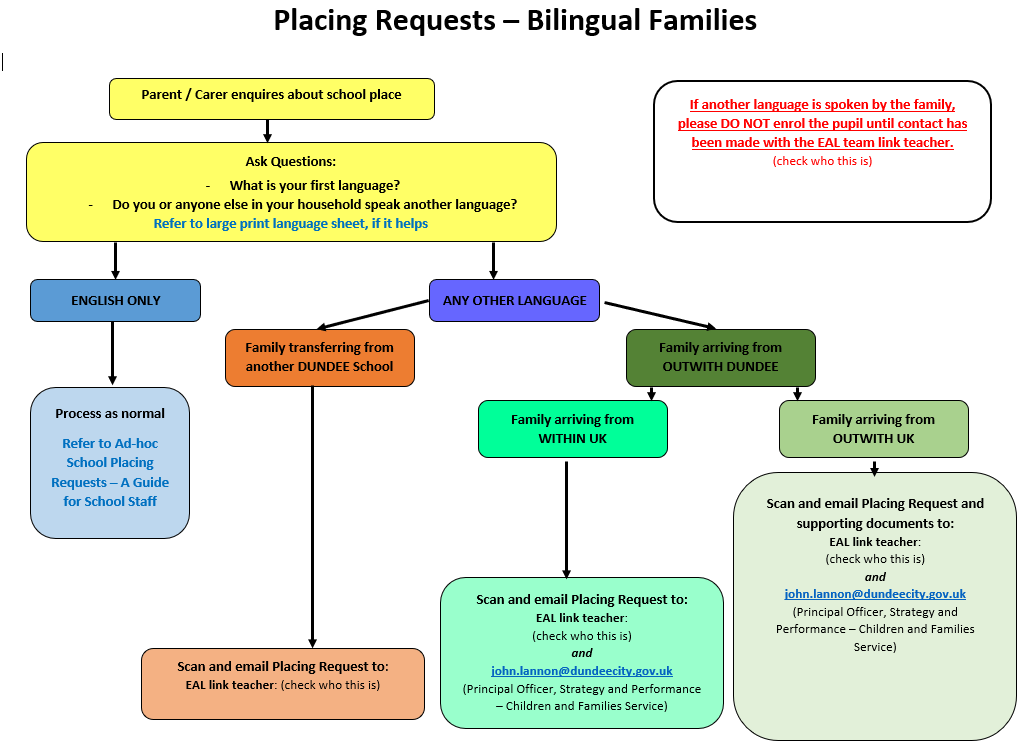 Placing Requests – Bilingual Families
Parent / Carer enquires about school place
If another language is spoken by the family,
please DO NOT enrol the pupil until contact has
been made with the EAL team link teacher.
(check who this is)
Ask Questions:
- What is your first language?
- Do you or anyone else in your household speak another language?
Refer to large print language sheet, if it helps
ENGLISH ONLY
ANY OTHER LANGUAGE
Family transferring from
another DUNDEE School
Family arriving from
OUTWITH DUNDEE
Process as normal
Refer to Ad-hoc
School Placing
Requests – A Guide
for School Staff
Family arriving from
WITHIN UK
Family arriving from
OUTWITH UK
Scan and email Placing Request and
supporting documents to:
EAL link teacher:
(check who this is)
and
john.lannon@dundeecity.gov.uk
(Principal Officer, Strategy and
Performance – Children and Families
Service)
Scan and email Placing Request to:
EAL link teacher:
(check who this is)
and
john.lannon@dundeecity.gov.uk
(Principal Officer, Strategy and Performance
– Children and Families Service)
Scan and email Placing Request to:
EAL link teacher: (check who this is)